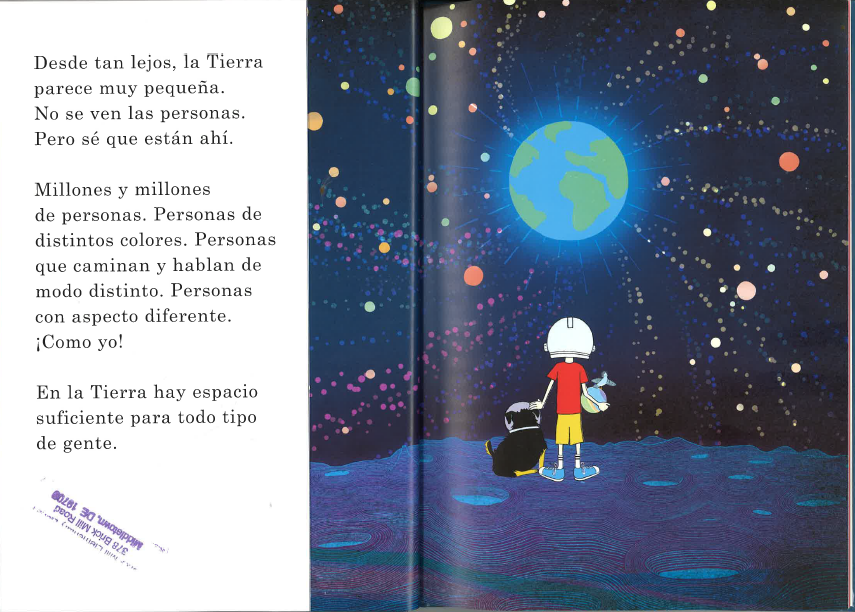 Desde tan lejos, la Tierra
parece muy pequeña.
No se ven las personas.
Pero sé que están ahí.
Millones y millones
de personas. Personas de
distintos colores. Personas
que caminan y hablan de
modo distinto. Personas
con aspecto diferente.
¡Como yo!
En la Tierra hay espacio
suficiente para todo tipo
de gente.
378 Brick Mill Road
Middletown, DE 19709